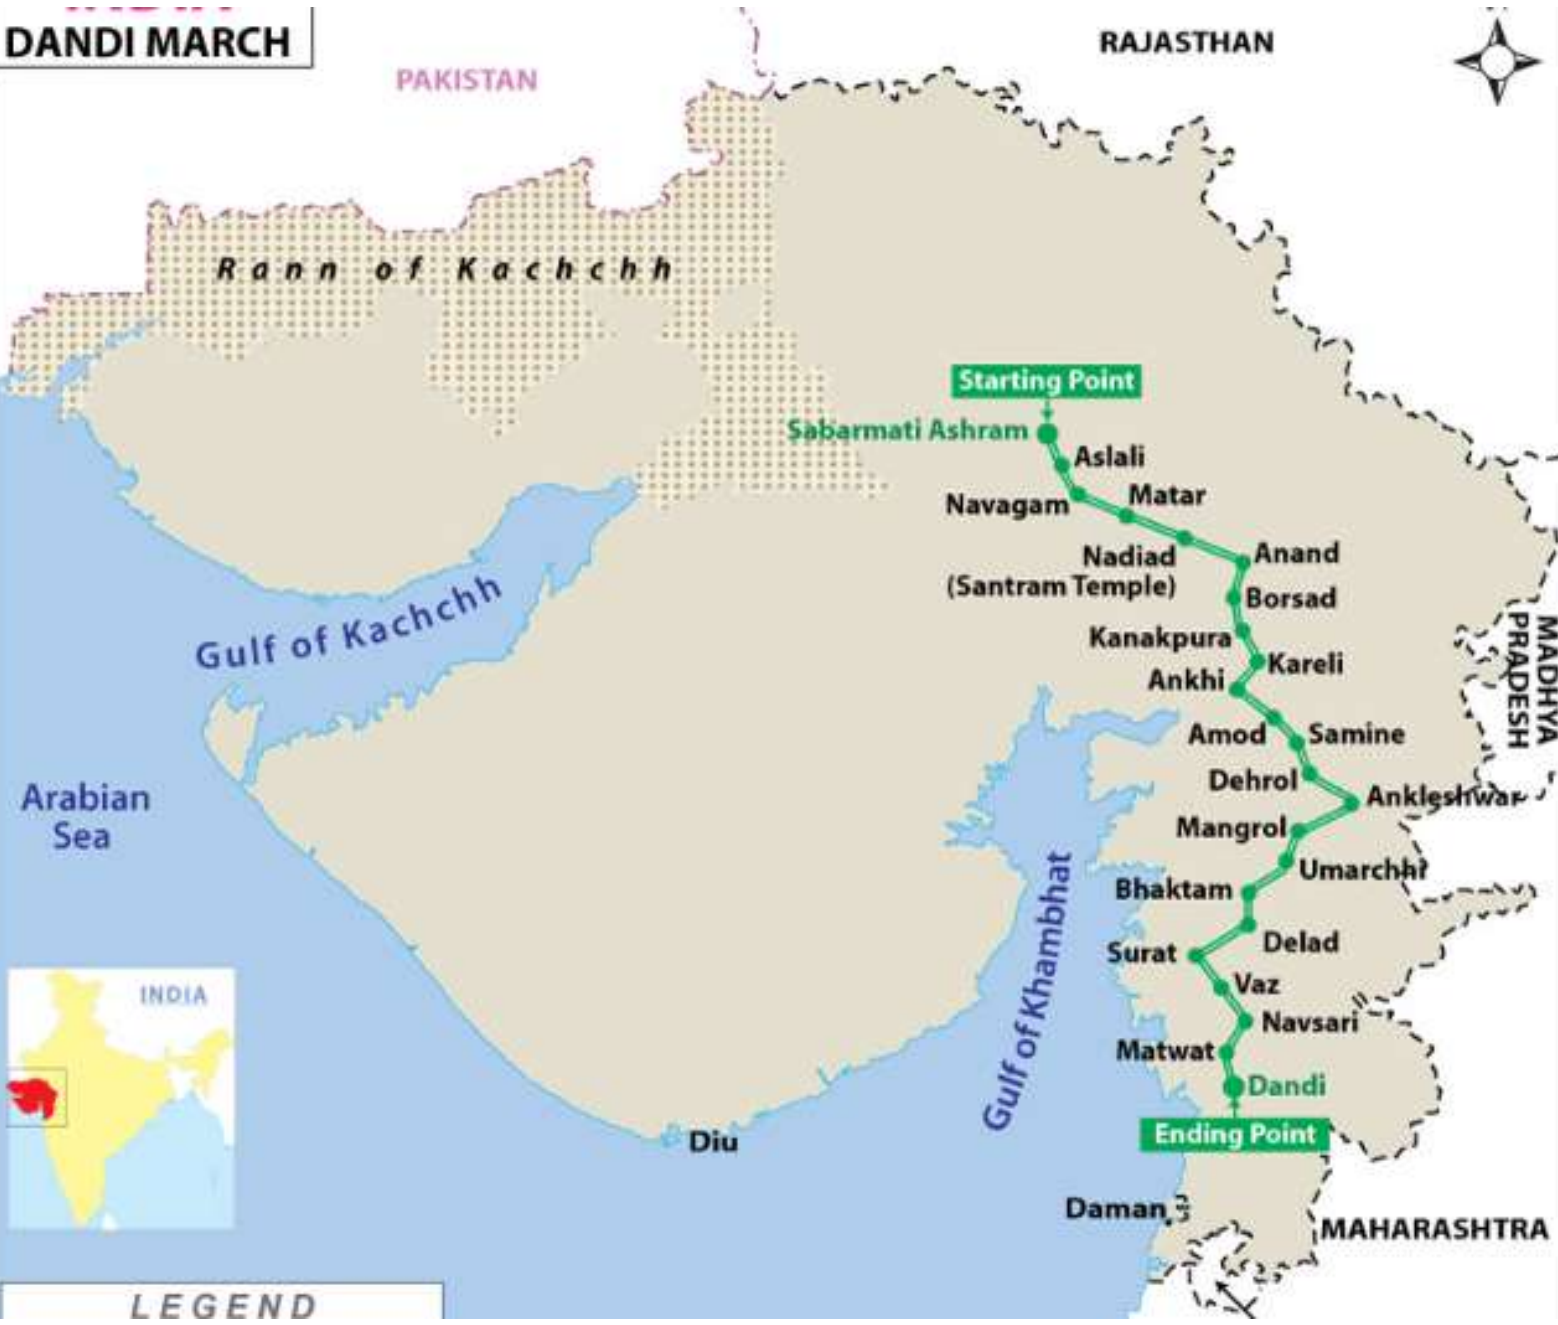 INDIA
DANDI MARCH
PAKISTAN
RAJASTHAN
Rann of Kachchh
Starting Point
Sabarmati Ashram
Aslali
Navagam
Matar
Nadiad
(Santram Temple)
Anand
Borsad
Kanakpura
Kareli
Ankhi
Amod
Samine
Dehrol
Ankleshwar
Mangrol
Umarchhi
Bhaktam
Delad
Surat
Vaz
Navsari
Matwat
Dandi
Ending Point
Gulf of Kachchh
Arabian
Sea
Gulf of Khambhat
MADHYA
PRADESH
INDIA
Diu
Daman
MAHARASHTRA
LEGEND